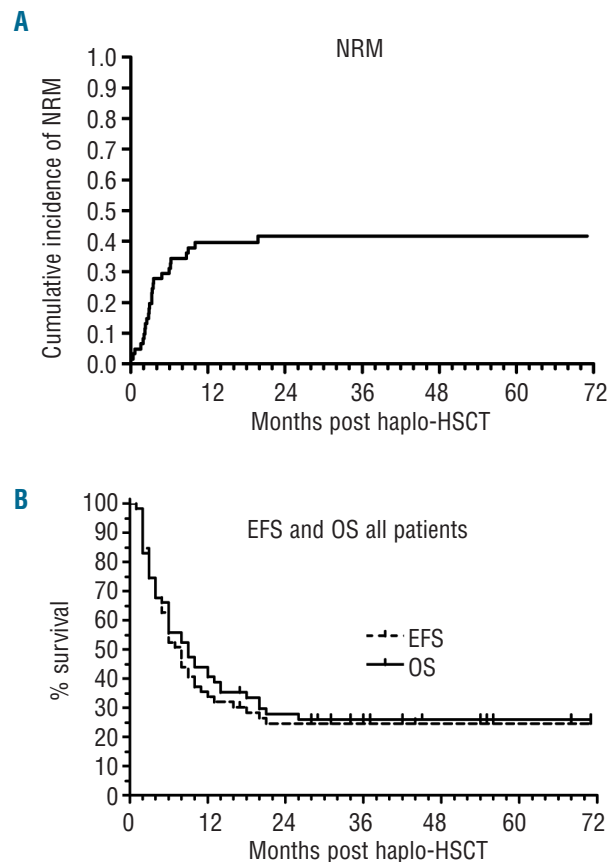 A
NRM
Cumulative incidence of NRM
1.0
0.9
0.8
0.7
0.6
0.5
0.4
0.3
0.2
0.1
0.0
0 12 24 36 48 60 72
Months post haplo-HSCT
B
EFS and OS all patients
% survival
100
90
80
70
60
50
40
30
20
10
0
EFS
OS
0 12 24 36 48 60 72
Months post haplo-HSCT